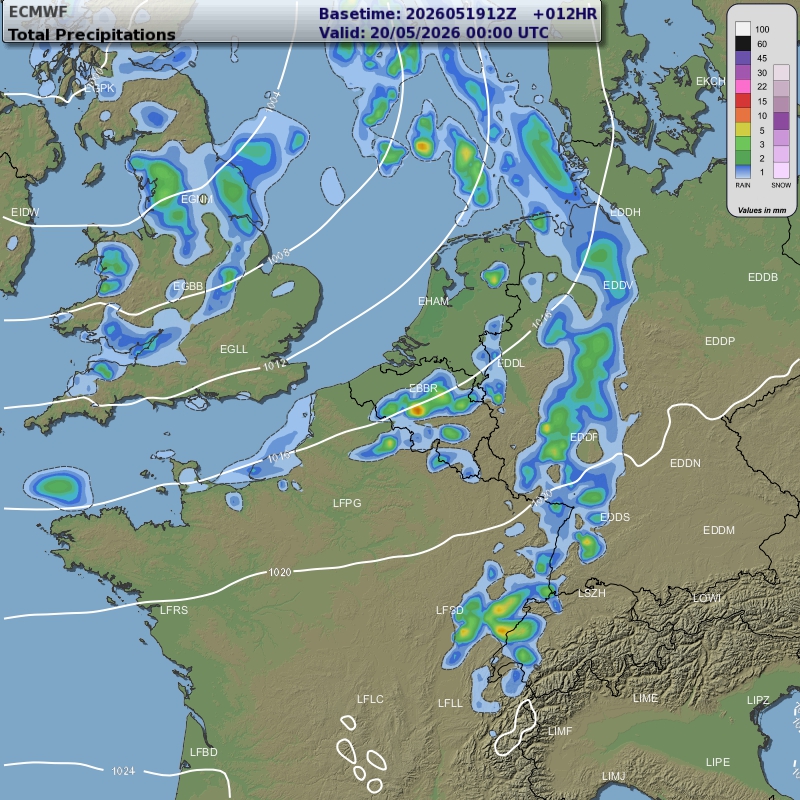 ECMWF
Basetime: 2026051912Z +012HR
Total Precipitations
Valid: 20/05/2026 00:00 UTC
100
60
45
30
22
15
10
5
3
2
1
RAIN SNOW
Values in mm
EGPK
EKCH
1004
EGNM
EIDW
EDDH
1008
EGBB
EDDV
EDDB
EHAM
EGLL
EDDP
1012
EDDL
EBBR
EDDF
1016
EDDN
LFPG
EDDS
EDDM
1020
1020
LFRS
LFSD
LSZH
LOWI
LFLC
LFLL
LIME
LIPZ
LIMF
LFBD
LIPE
1024
LIMJ